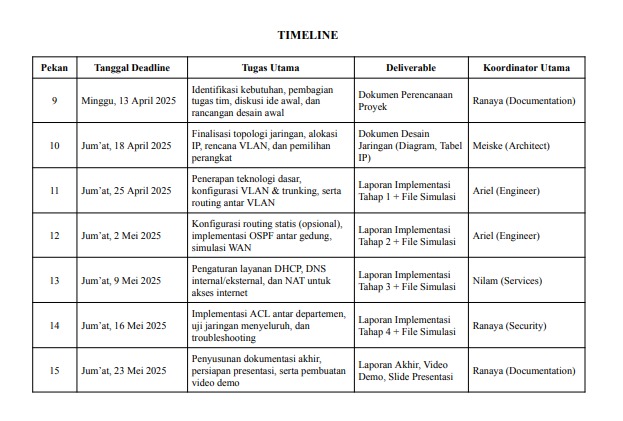 TIMELINE
Pekan Tanggal Deadline Tugas Utama Deliverable Koordinator Utama
9 Minggu, 13 April 2025 Identifikasi kebutuhan, pembagian
tugas tim, diskusi ide awal, dan
rancangan desain awal
Dokumen Perencanaan
Proyek
Ranaya (Documentation)
10 Jum'at, 18 April 2025 Finalisasi topologi jaringan, alokasi
IP, rencana VLAN, dan pemilihan
perangkat
Dokumen Desain
Jaringan (Diagram, Tabel
IP)
Meiske (Architect)
11 Jum'at, 25 April 2025 Penerapan teknologi dasar,
konfigurasi VLAN & trunking, serta
routing antar VLAN
Laporan Implementasi
Tahap 1 + File Simulasi
Ariel (Engineer)
12 Jum'at, 2 Mei 2025 Konfigurasi routing statis (opsional),
implementasi OSPF antar gedung,
simulasi WAN
Laporan Implementasi
Tahap 2 + File Simulasi
Ariel (Engineer)
13 Jum'at, 9 Mei 2025 Pengaturan layanan DHCP, DNS
internal/eksternal, dan NAT untuk
akses internet
Laporan Implementasi
Tahap 3 + File Simulasi
Nilam (Services)
14 Jum'at, 16 Mei 2025 Implementasi ACL antar departemen,
uji jaringan menyeluruh, dan
troubleshooting
Laporan Implementasi
Tahap 4 + File Simulasi
Ranaya (Security)
15 Jum'at, 23 Mei 2025 Penyusunan dokumentasi akhir,
persiapan presentasi, serta pembuatan
video demo
Laporan Akhir, Video
Demo, Slide Presentasi
Ranaya (Documentation)